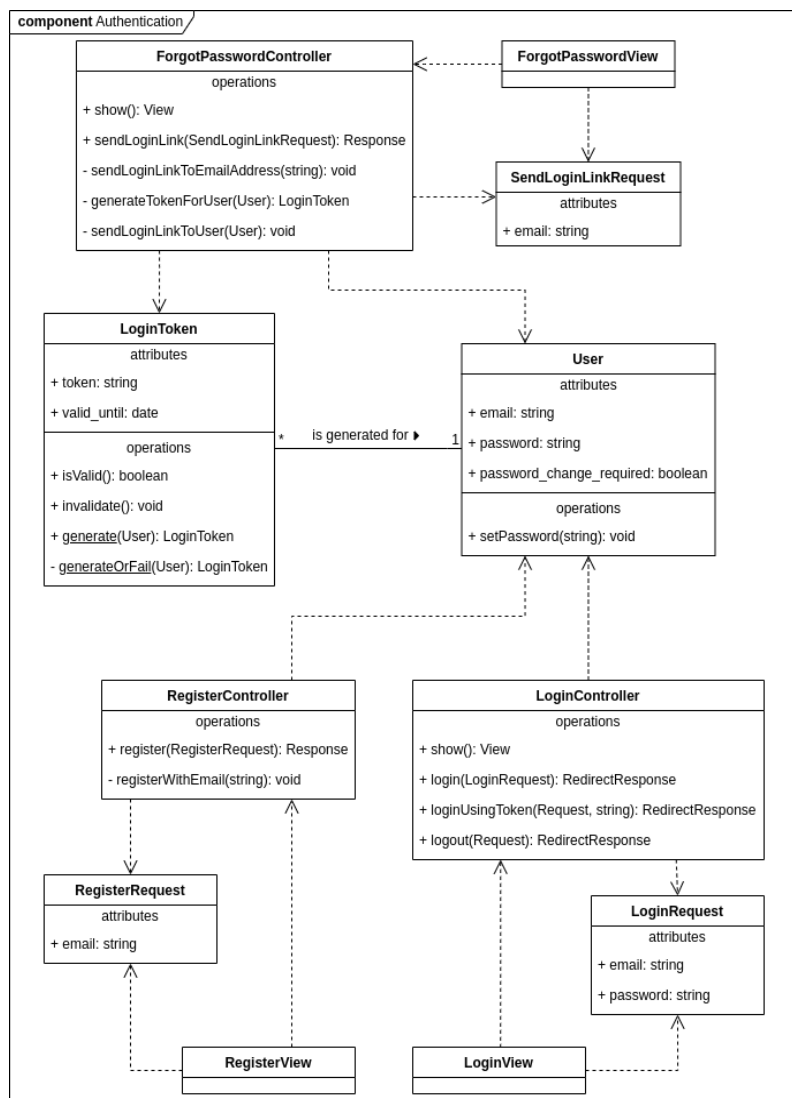 component Authentication
ForgotPasswordController
operations
+ show(): View
+ sendLoginLink(SendLoginLinkRequest): Response
- sendLoginLinkToEmailAddress(string): void
- generateTokenForUser(User): LoginToken
- sendLoginLinkToUser(User): void
ForgotPasswordView
SendLoginLinkRequest
attributes
+ email: string
LoginToken
attributes
+ token: string
+ valid_until: date
operations
+ isValid(): boolean
+ invalidate(): void
+ generate(User): LoginToken
- generateOrFail(User): LoginToken
* is generated for 1
User
attributes
+ email: string
+ password: string
+ password_change_required: boolean
operations
+ setPassword(string): void
RegisterController
operations
+ register(RegisterRequest): Response
- registerWithEmail(string): void
LoginController
operations
+ show(): View
+ login(LoginRequest): RedirectResponse
+ loginUsingToken(Request, string): RedirectResponse
+ logout(Request): RedirectResponse
RegisterRequest
attributes
+ email: string
LoginRequest
attributes
+ email: string
+ password: string
RegisterView
LoginView